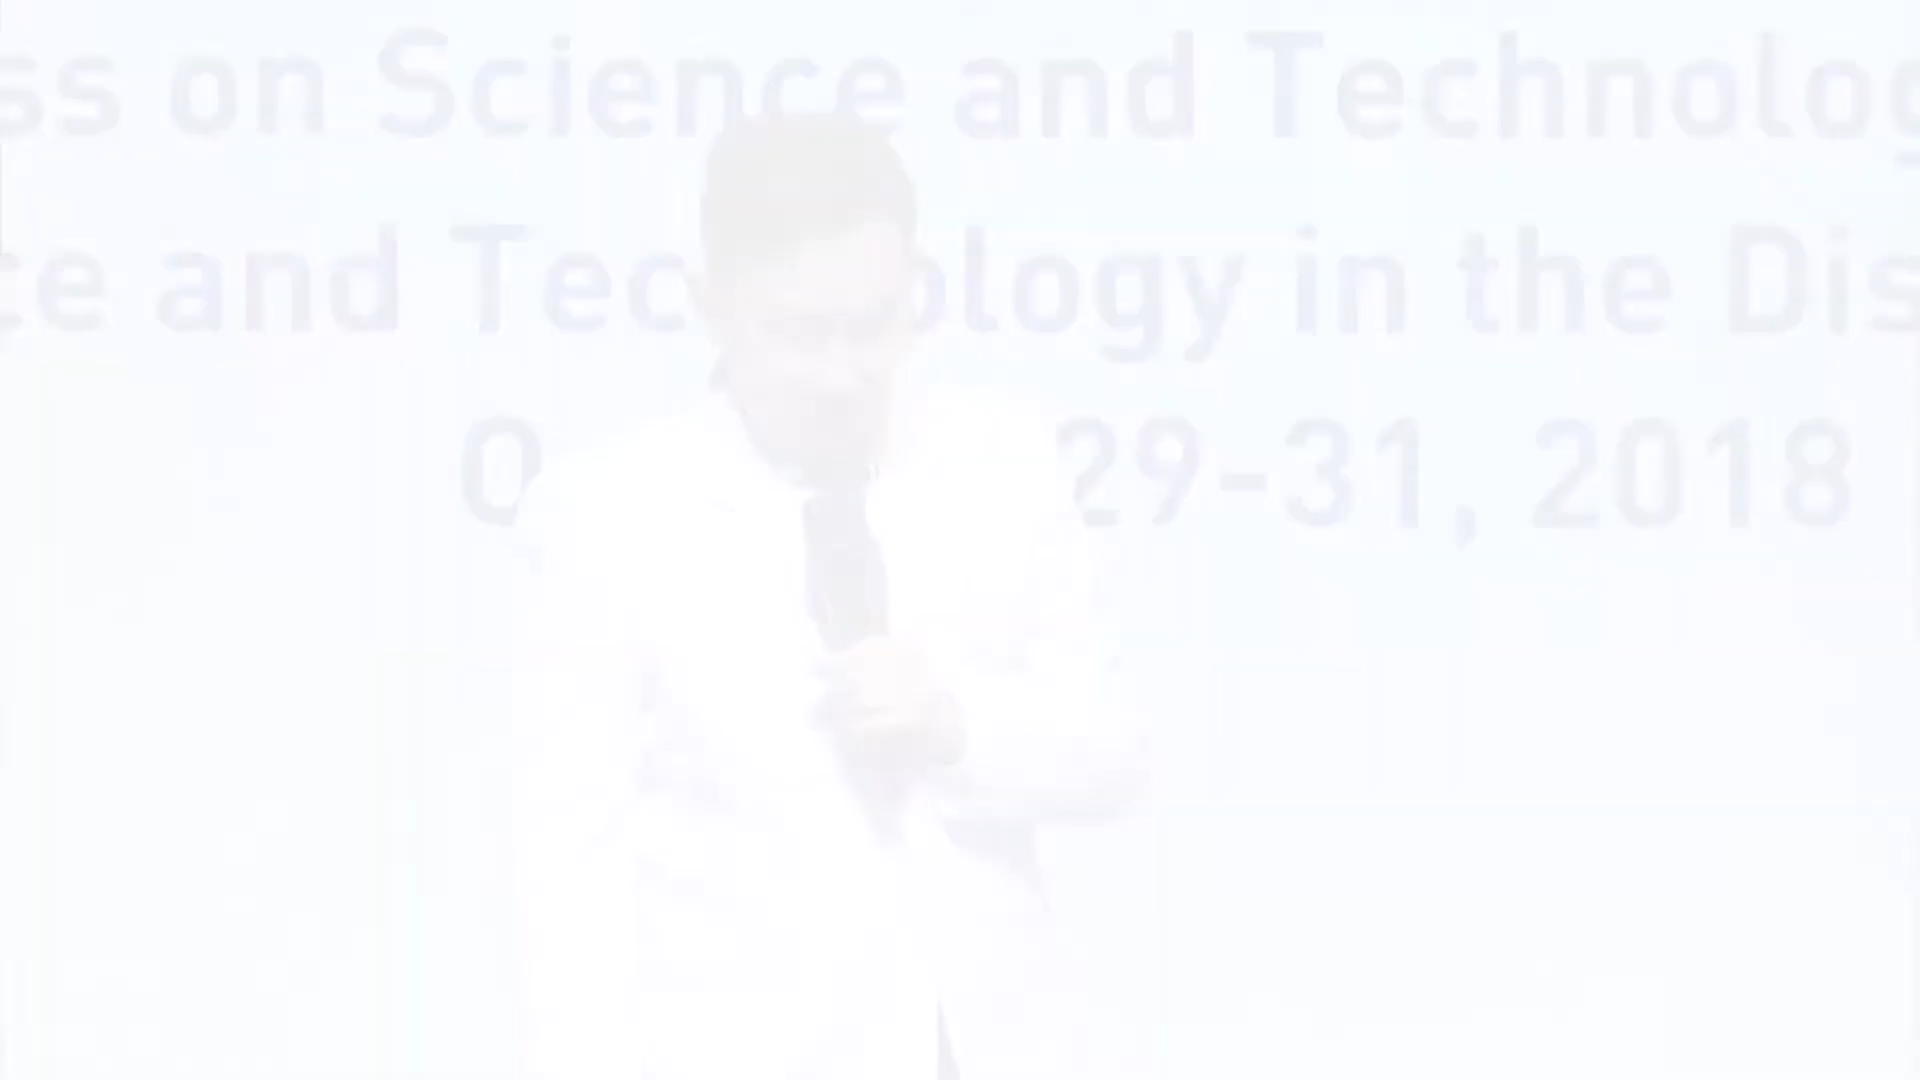 ss on Science and Technolog
ce and Tec ology in the Dis
O 29-31, 2018